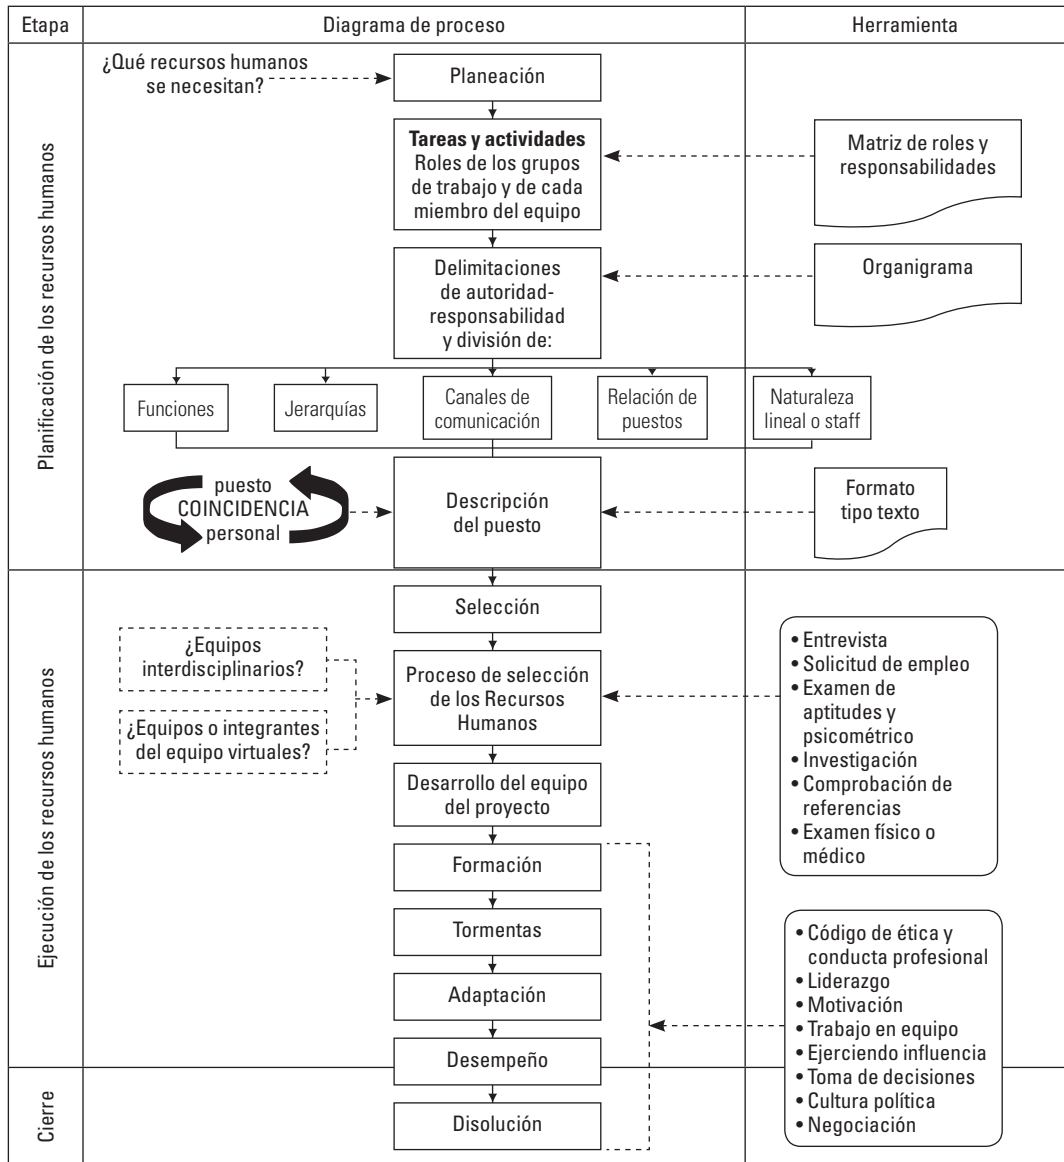 Etapa
Diagrama de proceso
Herramienta
Planificación de los recursos humanos
¿Qué recursos humanos
se necesitan?
Planeación
Tareas y actividades
Roles de los grupos
de trabajo y de cada
miembro del equipo
Matriz de roles y
responsabilidades
Delimitaciones
de autoridad-
responsabilidad
y división de:
Organigrama
Funciones
Jerarquías
Canales de
comunicación
Relación de
puestos
Naturaleza
lineal o staff
puesto
COINCIDENCIA
personal
Descripción
del puesto
Formato
tipo texto
Ejecución de los recursos humanos
Selección
¿Equipos
interdisciplinarios?
¿Equipos o integrantes
del equipo virtuales?
Proceso de selección
de los Recursos
Humanos
• Entrevista
• Solicitud de empleo
• Examen de
aptitudes y
psicométrico
• Investigación
• Comprobación de
referencias
• Examen físico o
médico
Desarrollo del equipo
del proyecto
Formación
Tormentas
Adaptación
Desempeño
• Código de ética y
conducta profesional
• Liderazgo
• Motivación
• Trabajo en equipo
• Ejerciendo influencia
• Toma de decisiones
• Cultura política
• Negociación
Cierre
Disolución